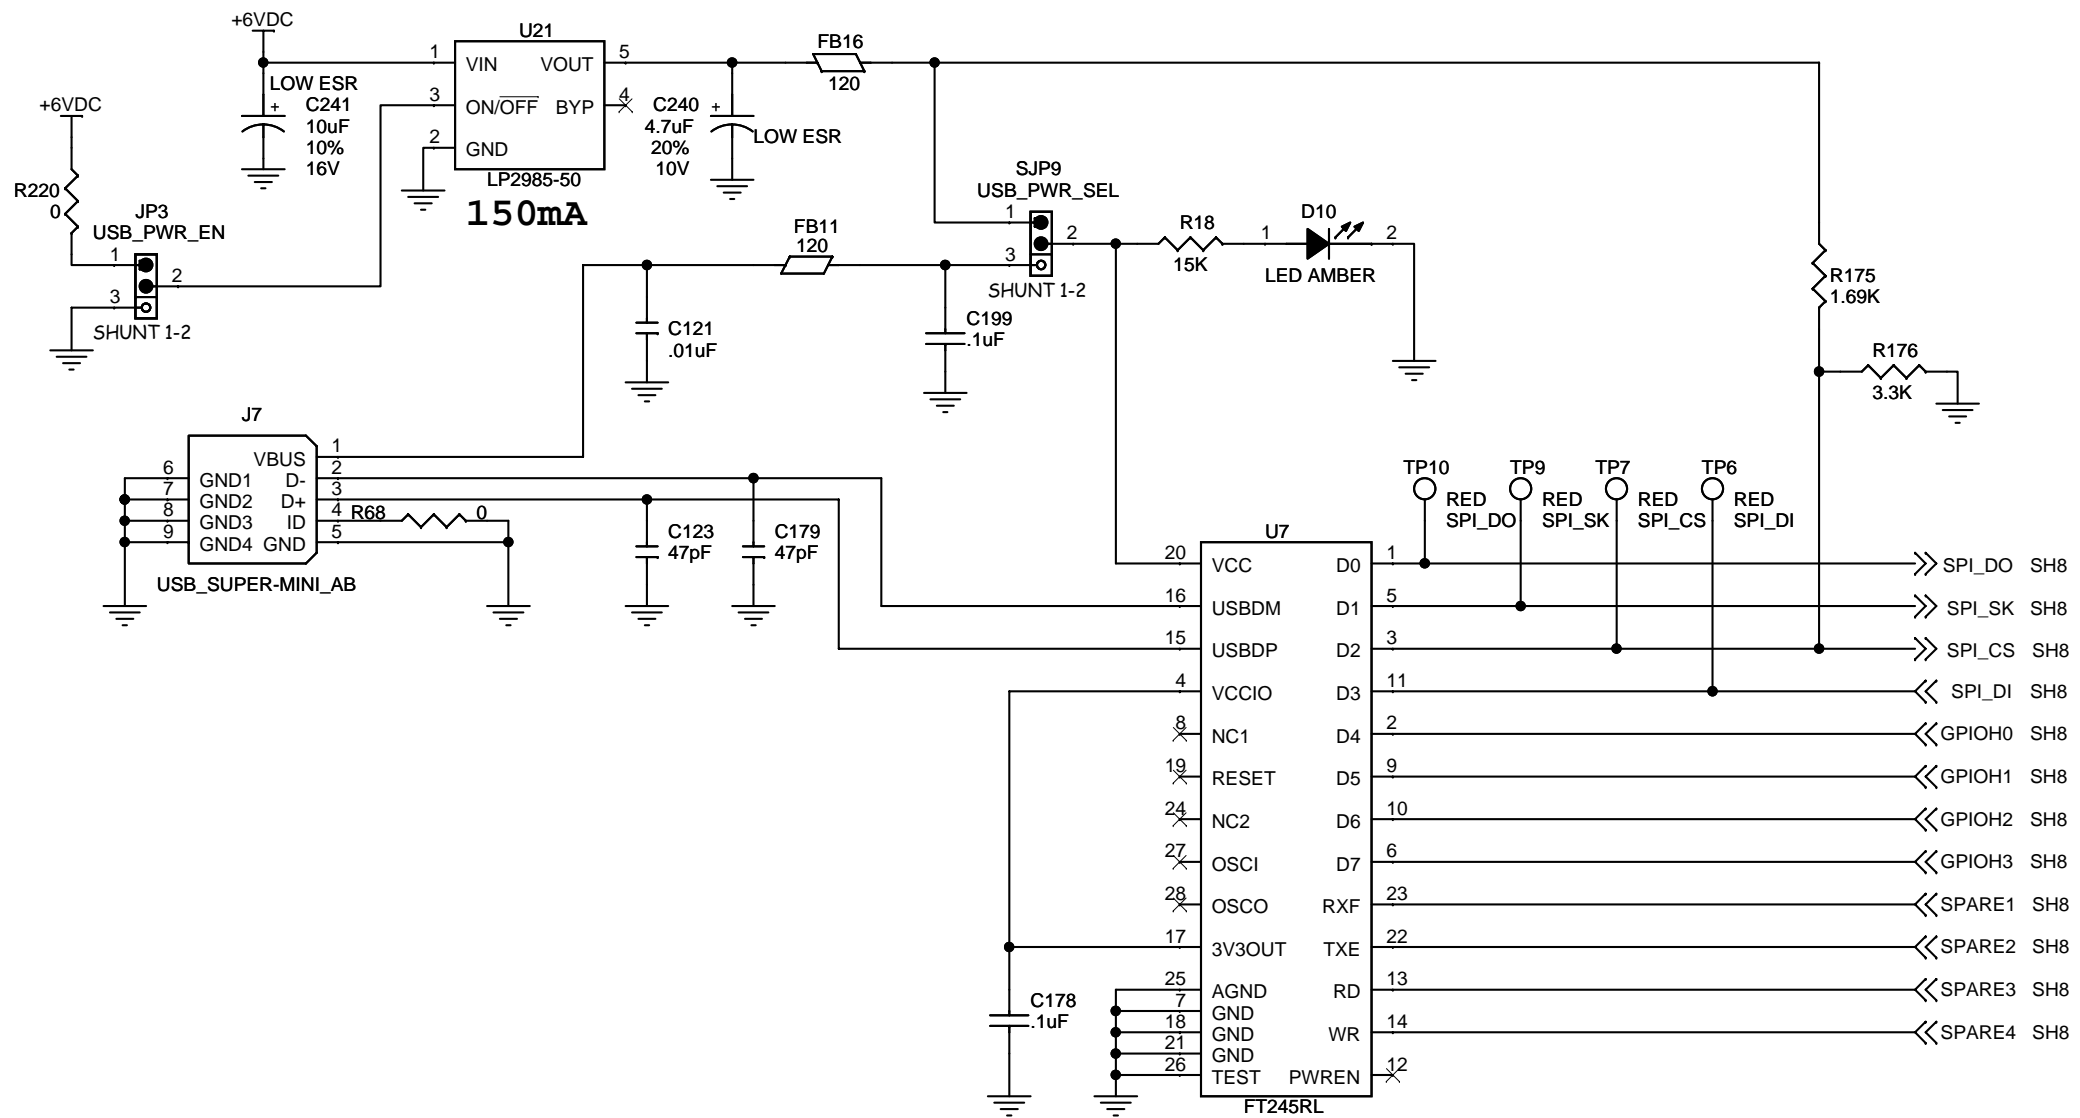 +6VDC
U21
1
VIN
VOUT
5
FB16
120
LOW ESR
C241
10uF
10%
16V
+
3
ON/OFF
BYP
4
2
GND
LP2985-50
150mA
C240
4.7uF
20%
10V
+
LOW ESR
+6VDC
R220
0
JP3
USB_PWR_EN
1
2
3
SHUNT 1-2
SJP9
USB_PWR_SEL
1
2
3
SHUNT 1-2
FB11
120
R18
15K
D10
1
2
LED AMBER
R175
1.69K
R176
3.3K
C121
.01uF
C199
.1uF
J7
VBUS
1
D-
2
D+
3
ID
4
GND
5
6
GND1
7
GND2
8
GND3
9
GND4
USB_SUPER-MINI_AB
R68
0
C123
47pF
C179
47pF
TP10
RED
SPI_DO
TP9
RED
SPI_SK
TP7
RED
SPI_CS
TP6
RED
SPI_DI
U7
20 VCC D0 1 SPI_DO SH8
16 USBDM D1 5 SPI_SK SH8
15 USBDP D2 3 SPI_CS SH8
4 VCCIO D3 11 SPI_DI SH8
8 NC1 D4 2 GPIOH0 SH8
19 RESET D5 9 GPIOH1 SH8
24 NC2 D6 10 GPIOH2 SH8
27 OSCI D7 6 GPIOH3 SH8
28 OSCO RXF 23 SPARE1 SH8
17 3V3OUT TXE 22 SPARE2 SH8
25 AGND RD 13 SPARE3 SH8
7 GND
18 GND WR 14 SPARE4 SH8
21 GND
26 TEST PWREN 12
FT245RL
C178
.1uF